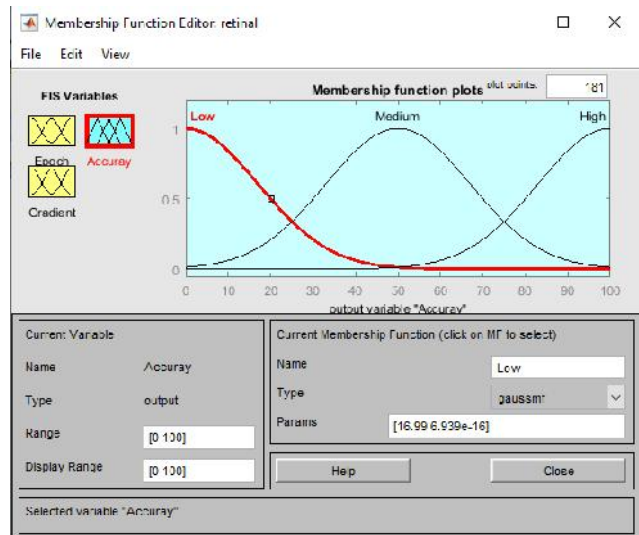 Membership Function Editor: retinal
File Edit View
FIS Variables
Epoch
Accuray
Gradient
Membership function plots
plot points:
181
Low
Medium
High
1
0.5
0
0 10 20 30 40 50 60 70 80 90 100
output variable "Accuray"
Current Variable
Name Accuray
Type output
Range [0 100]
Display Range [0 100]
Current Membership Function (click on MF to select)
Name Low
Type gaussmf
Params [16.99 6.939e-16]
Help Close
Selected variable "Accuray"